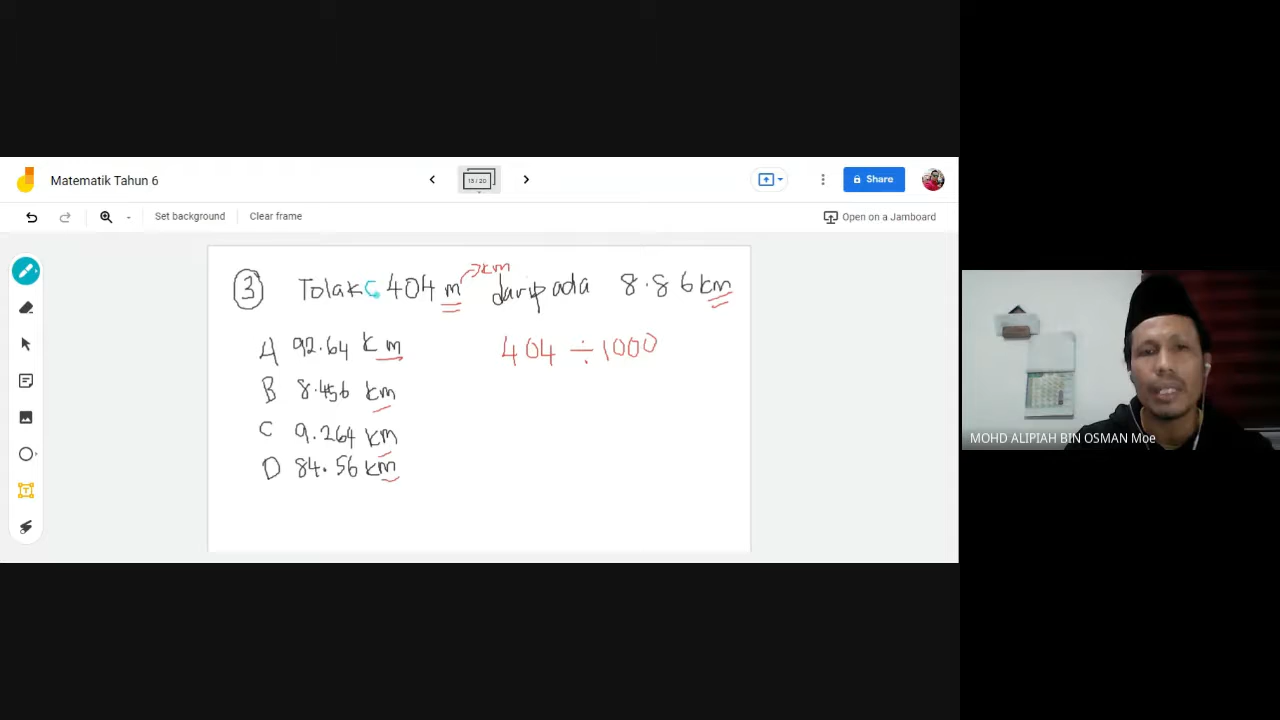 Matematik Tahun 6
13 / 20
Share
Set background
Clear frame
Open on a Jamboard
3 Tolak 404 m → km daripada 8.86 km
A 92.64 km
404 ÷ 1000
B 8.456 km
C 9.264 km
D 84.56 km
T
MOHD ALIPIAH BIN OSMAN Moe